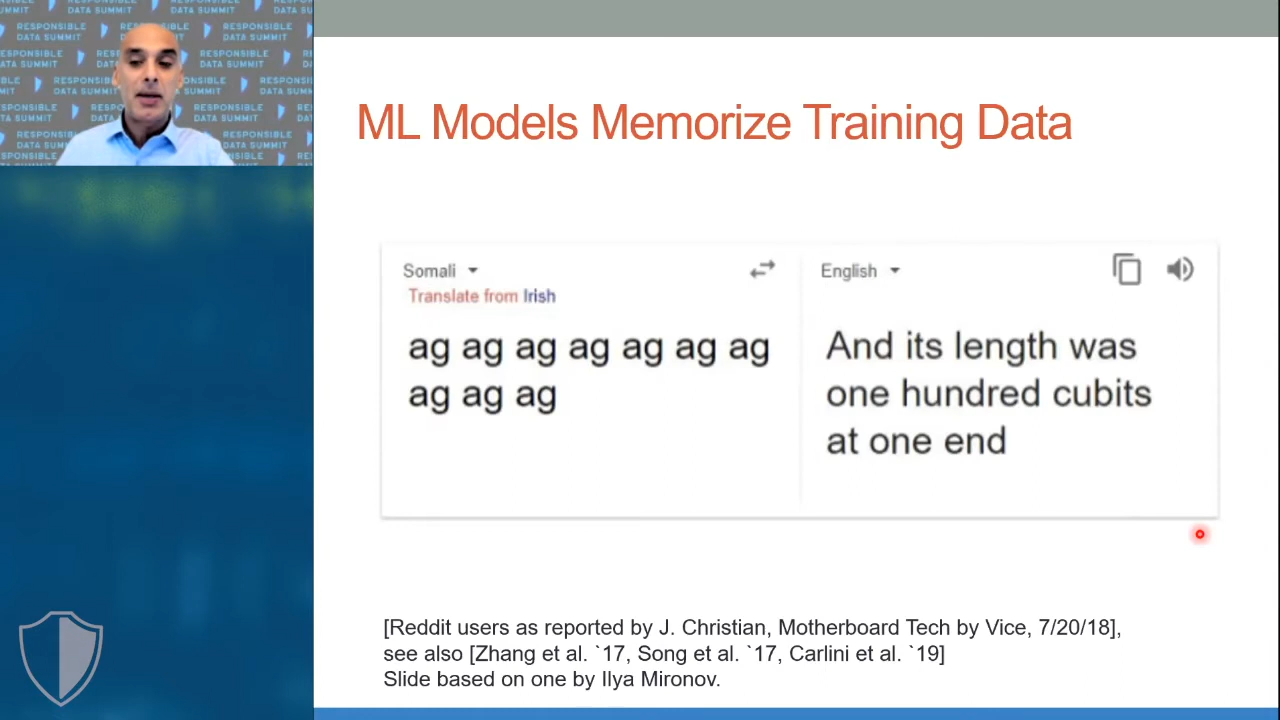 RESPONSIBLE
DATA SUMMIT
ML Models Memorize Training Data
Somali
Translate from Irish
ag ag ag ag ag ag ag
ag ag ag
English
And its length was
one hundred cubits
at one end
[Reddit users as reported by J. Christian, Motherboard Tech by Vice, 7/20/18],
see also [Zhang et al. `17, Song et al. `17, Carlini et al. `19]
Slide based on one by Ilya Mironov.